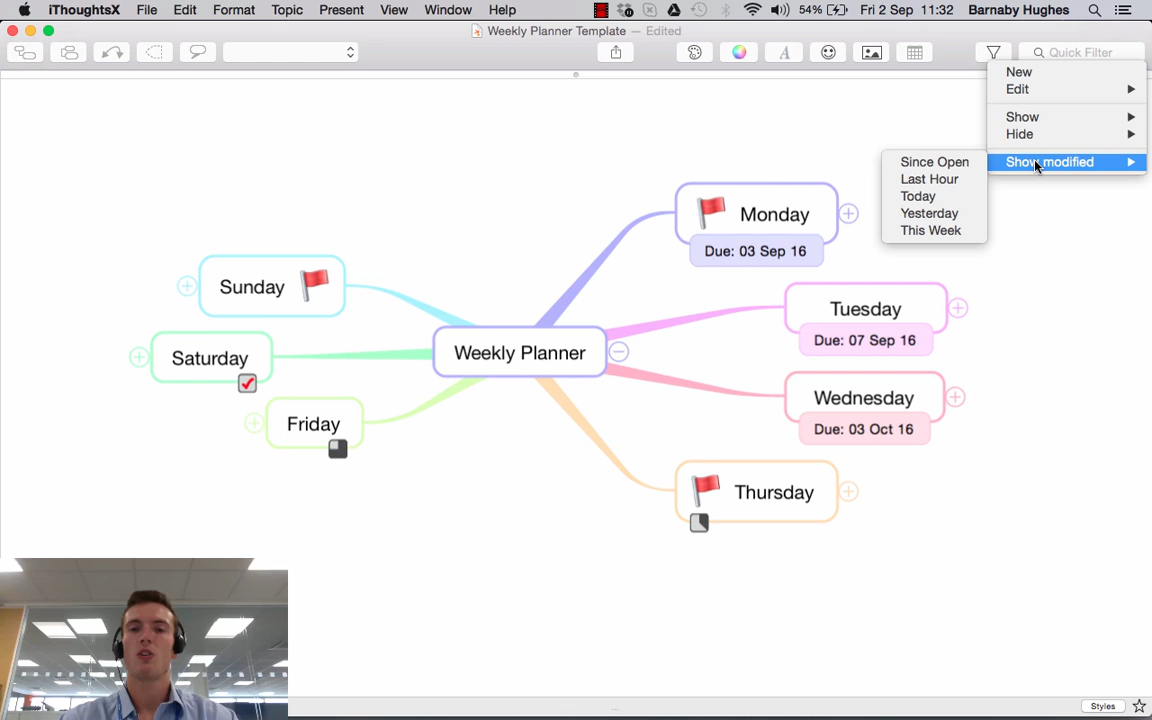 iThoughtsX File Edit Format Topic Present View Window Help 54% Fri 2 Sep 11:32 Barnaby Hughes
Weekly Planner Template — Edited
Quick Filter
New
Edit
Show
Hide
Show modified
Since Open
Last Hour
Today
Yesterday
This Week
Monday
Due: 03 Sep 16
Sunday
Tuesday
Due: 07 Sep 16
Weekly Planner
Saturday
Wednesday
Due: 03 Oct 16
Friday
Thursday
Styles